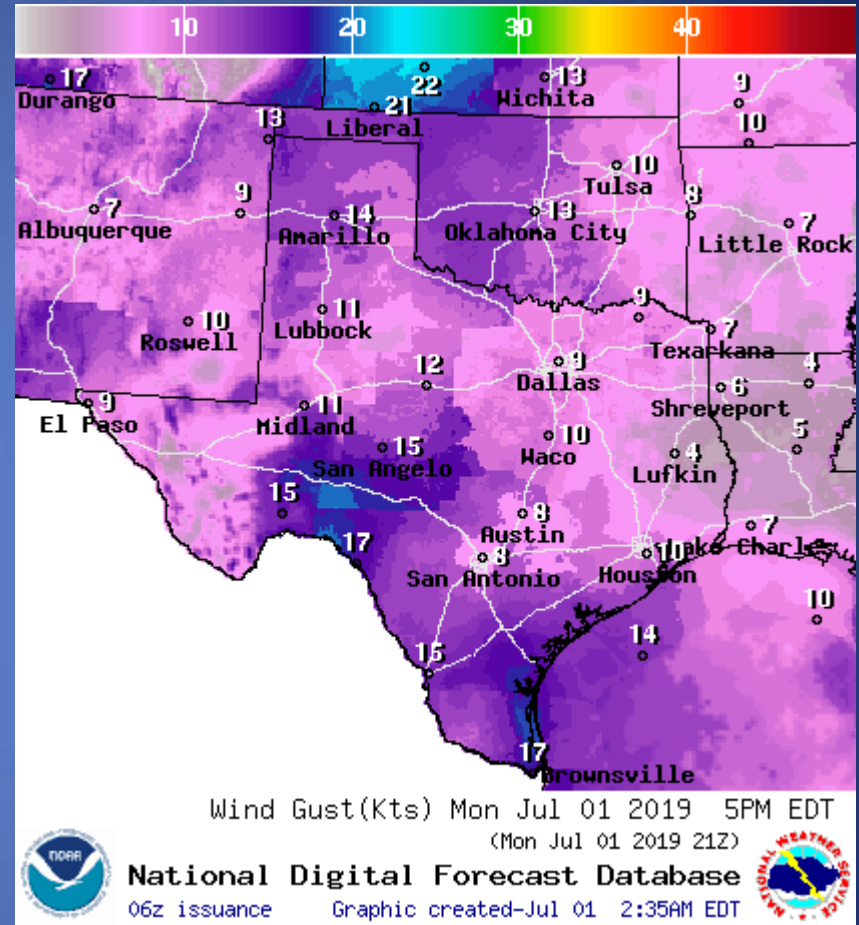 10 20 30 40
17 22 13 9
Durango 21 Wichita
13 Liberal 10
10
Tulsa
9 14 13 8
7 7
Albuquerque Amarillo Oklahoma City Little Rock
11 9
10 Lubbock 7
Roswell Texarkana
12 9 4
Dallas 6
9 11 Shreveport
El Paso Midland 10
15 Waco 4 5
San Angelo Lufkin
15 8 7
Austin
17 8 10 Lake Charles
San Antonio Houston
10
14
15
17
Brownsville
Wind Gust(Kts) Mon Jul 01 2019 5PM EDT
(Mon Jul 01 2019 21Z)
NOAA
NATIONAL WEATHER SERVICE
National Digital Forecast Database
06z issuance Graphic created-Jul 01 2:35AM EDT